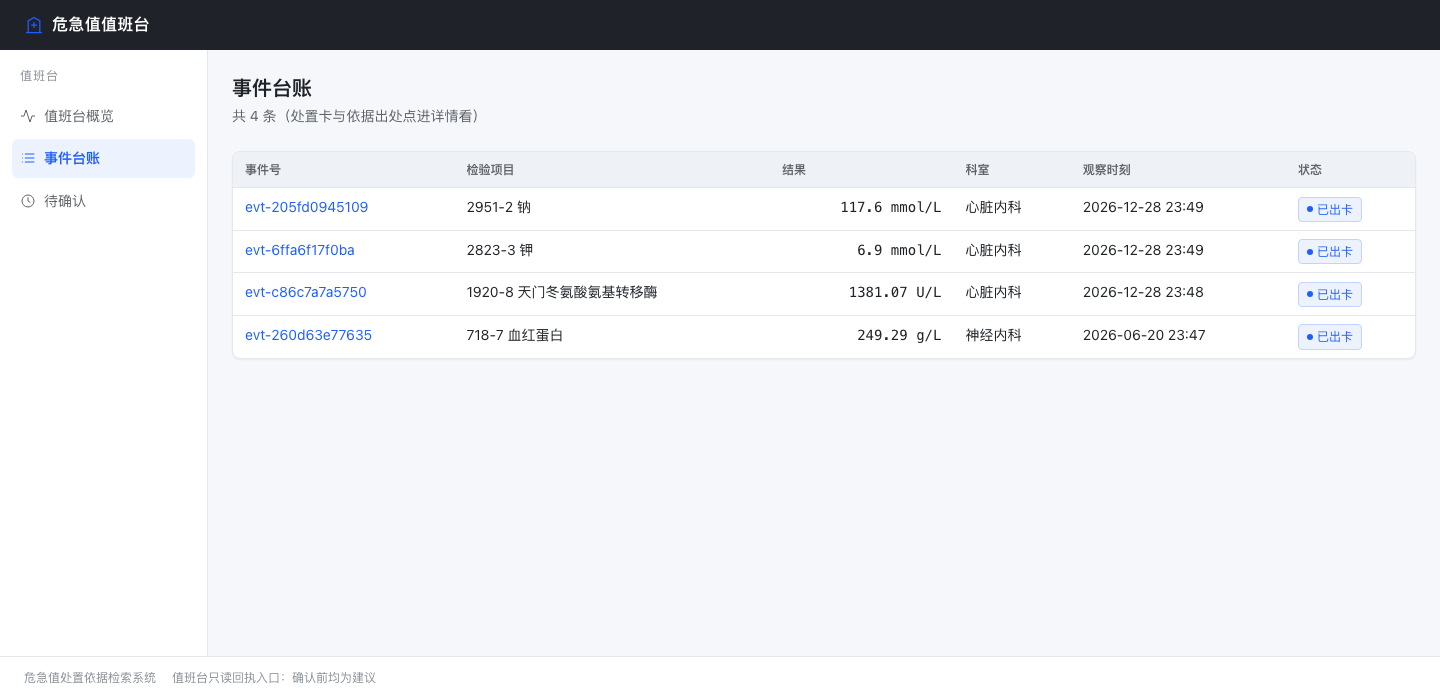 危急值值班台
值班台
值班台概览
事件台账
待确认
事件台账
共 4 条（处置卡与依据出处点进详情看）
事件号 检验项目 结果 科室 观察时刻 状态
evt-205fd0945109 2951-2 钠 117.6 mmol/L 心脏内科 2026-12-28 23:49 已出卡
evt-6ffa6f17f0ba 2823-3 钾 6.9 mmol/L 心脏内科 2026-12-28 23:49 已出卡
evt-c86c7a7a5750 1920-8 天门冬氨酸氨基转移酶 1381.07 U/L 心脏内科 2026-12-28 23:48 已出卡
evt-260d63e77635 718-7 血红蛋白 249.29 g/L 神经内科 2026-06-20 23:47 已出卡
危急值处置依据检索系统 值班台只读回执入口：确认前均为建议